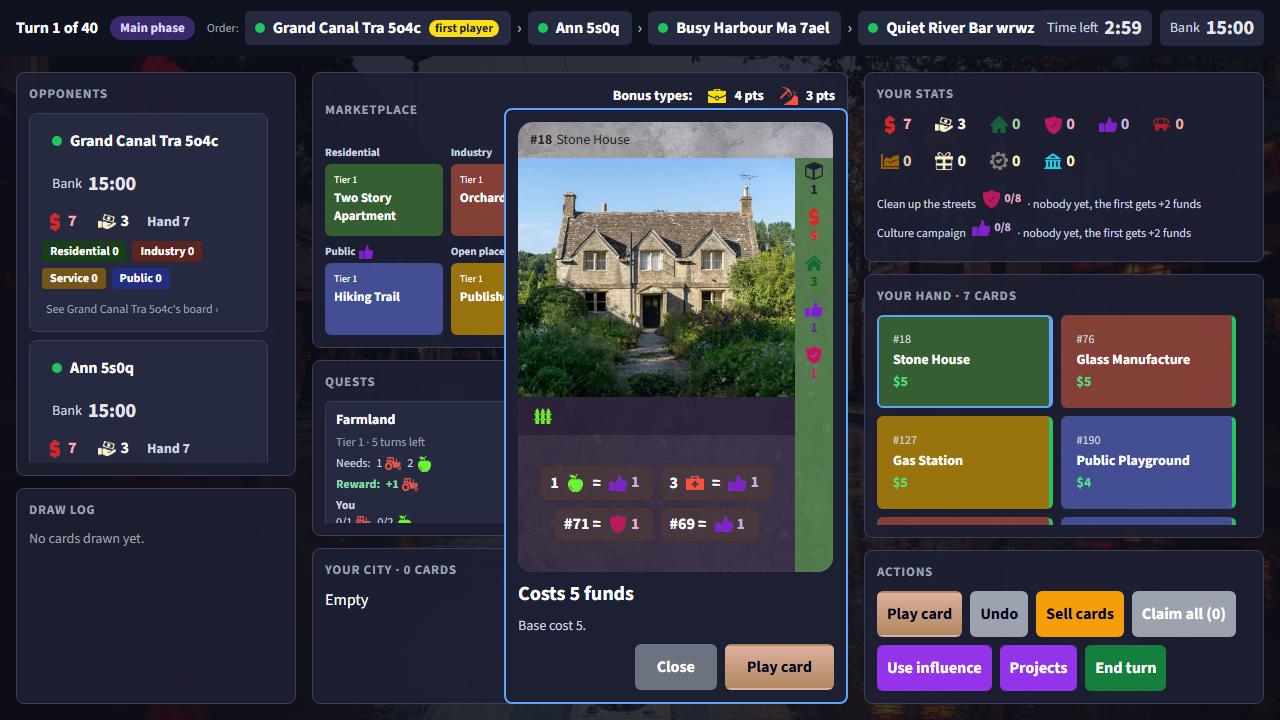 Turn 1 of 40
Main phase
Order:
Grand Canal Tra 5o4c
first player
›
Ann 5s0q
›
Busy Harbour Ma 7ael
›
Quiet River Bar wrwz
Time left 2:59
Bank 15:00
OPPONENTS
Grand Canal Tra 5o4c
Bank 15:00
7
3
Hand 7
Residential 0
Industry 0
Service 0
Public 0
See Grand Canal Tra 5o4c's board ›
Ann 5s0q
Bank 15:00
7
3
Hand 7
DRAW LOG
No cards drawn yet.
MARKETPLACE
Bonus types:
4 pts
3 pts
Residential
Tier 1
Two Story
Apartment
Industry
Tier 1
Public
Tier 1
Hiking Trail
Open place
Tier 1
QUESTS
Farmland
Tier 1 · 5 turns left
Needs: 1 2
Reward: +1
You
0/1 0/2
YOUR CITY · 0 CARDS
Empty
#18 Stone House
1
$
5
3
1
1
1 = 1
3 = 1
#71 = 1
#69 = 1
Costs 5 funds
Base cost 5.
Close
Play card
YOUR STATS
7
3
0
0
0
0
0
0
0
0
Clean up the streets 0/8 · nobody yet, the first gets +2 funds
Culture campaign 0/8 · nobody yet, the first gets +2 funds
YOUR HAND · 7 CARDS
#18
Stone House
$5
#76
Glass Manufacture
$5
#127
Gas Station
$5
#190
Public Playground
$4
ACTIONS
Play card
Undo
Sell cards
Claim all (0)
Use influence
Projects
End turn